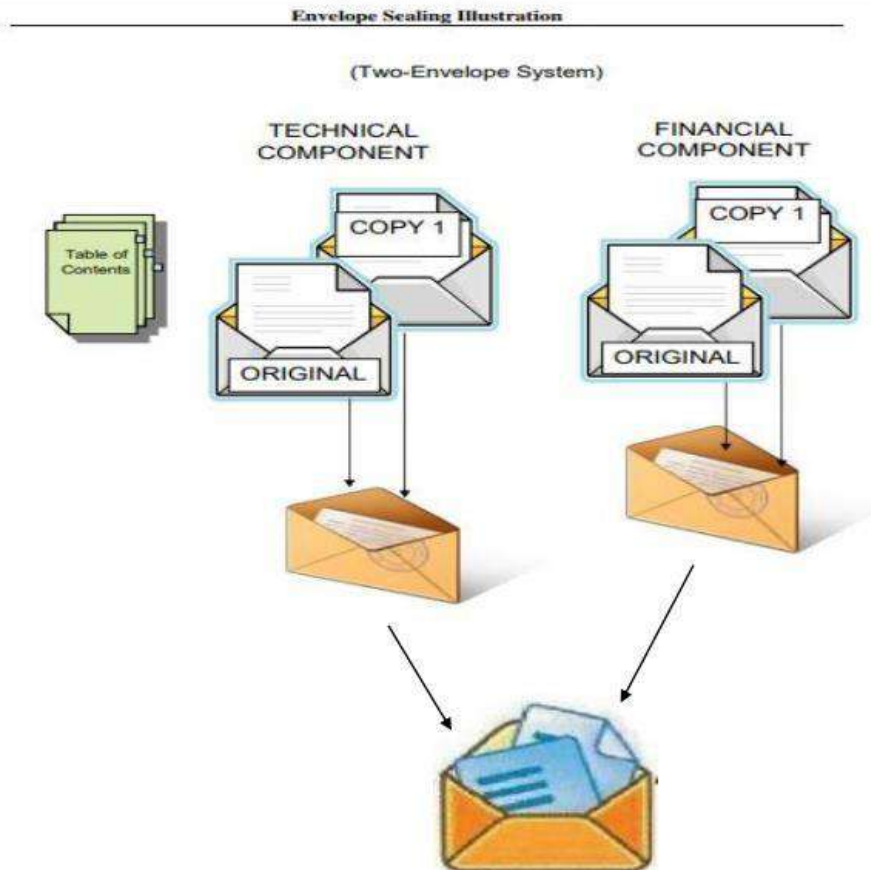 Envelope Sealing Illustration
(Two-Envelope System)
TECHNICAL
COMPONENT
FINANCIAL
COMPONENT
Table of
Contents
COPY 1
ORIGINAL
COPY 1
ORIGINAL